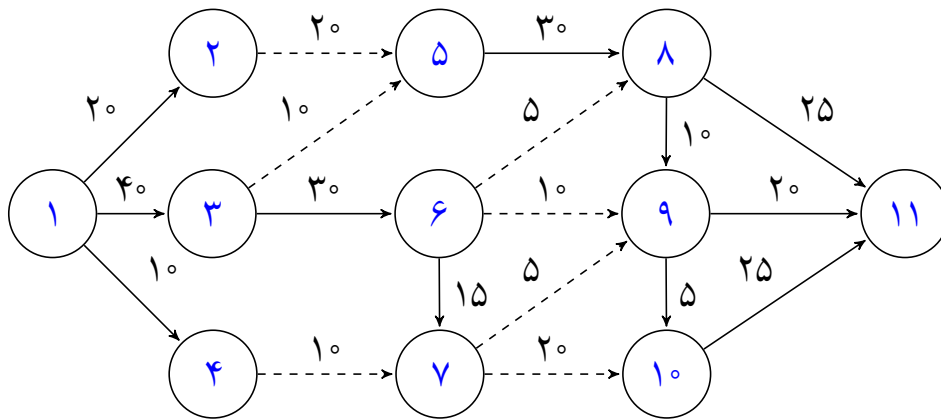 ۲۰ ۳۰
۲ ۵ ۸
۲۰ ۱۰ ۵ ۲۵
۱۰
۴۰ ۳۰ ۱۰ ۲۰
۱ ۳ ۶ ۹ ۱۱
۱۰ ۵ ۲۵
۱۵ ۵
۱۰ ۲۰
۴ ۷ ۱۰